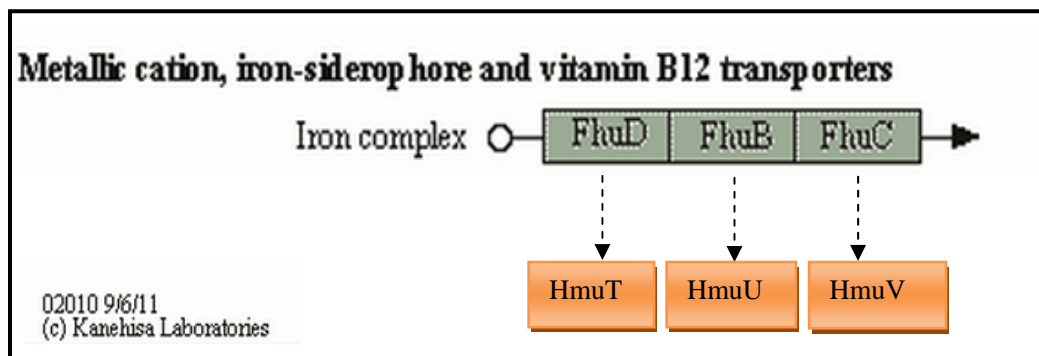 Metallic cation, iron-siderophore and vitamin B12 transporters
Iron complex FhuD FhuB FhuC
HmuT HmuU HmuV
02010 9/6/11
(c) Kanehisa Laboratories